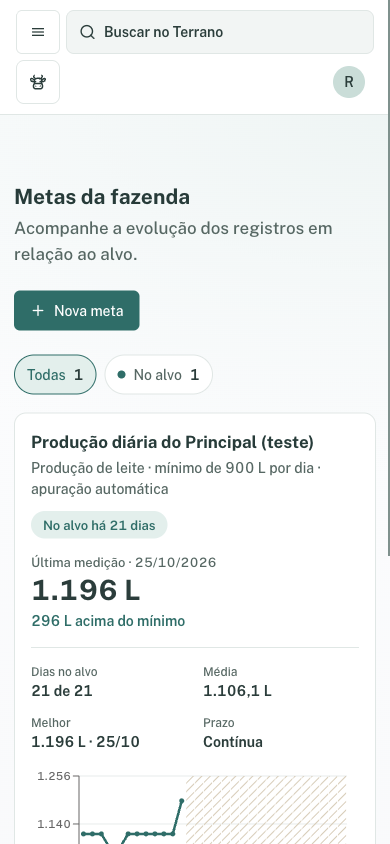 Buscar no Terrano
R
Metas da fazenda
Acompanhe a evolução dos registros em
relação ao alvo.
Nova meta
Todas 1
No alvo 1
Produção diária do Principal (teste)
Produção de leite · mínimo de 900 L por dia ·
apuração automática
No alvo há 21 dias
Última medição · 25/10/2026
1.196 L
296 L acima do mínimo
Dias no alvo
21 de 21
Média
1.106,1 L
Melhor
1.196 L · 25/10
Prazo
Contínua
1.256
1.140